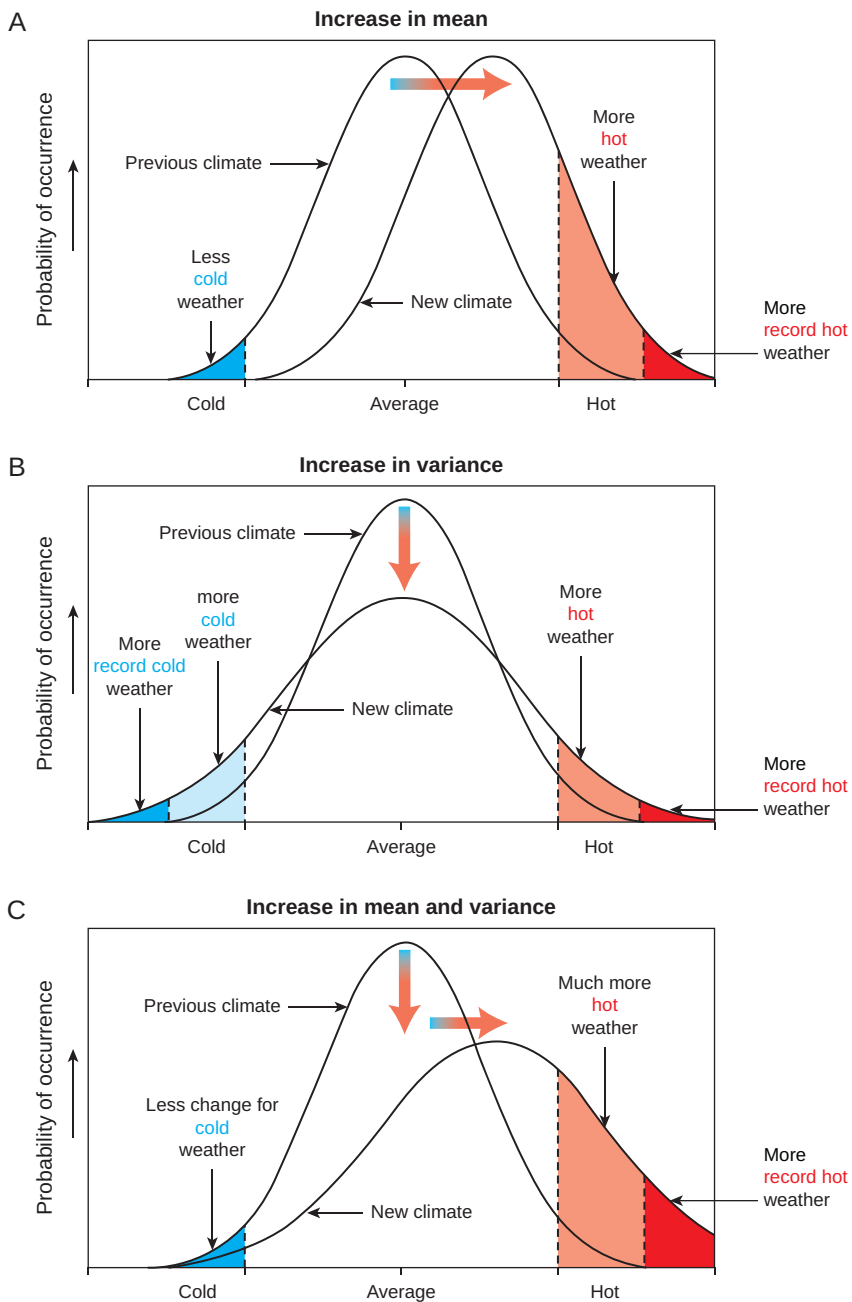 A
Increase in mean
Probability of occurrence
Previous climate
More
hot
weather
Less
cold
weather
New climate
More
record hot
weather
Cold
Average
Hot
B
Increase in variance
Probability of occurrence
Previous climate
more
cold
weather
More
hot
weather
More
record cold
weather
New climate
More
record hot
weather
Cold
Average
Hot
C
Increase in mean and variance
Probability of occurrence
Previous climate
Much more
hot
weather
Less change for
cold
weather
New climate
More
record hot
weather
Cold
Average
Hot